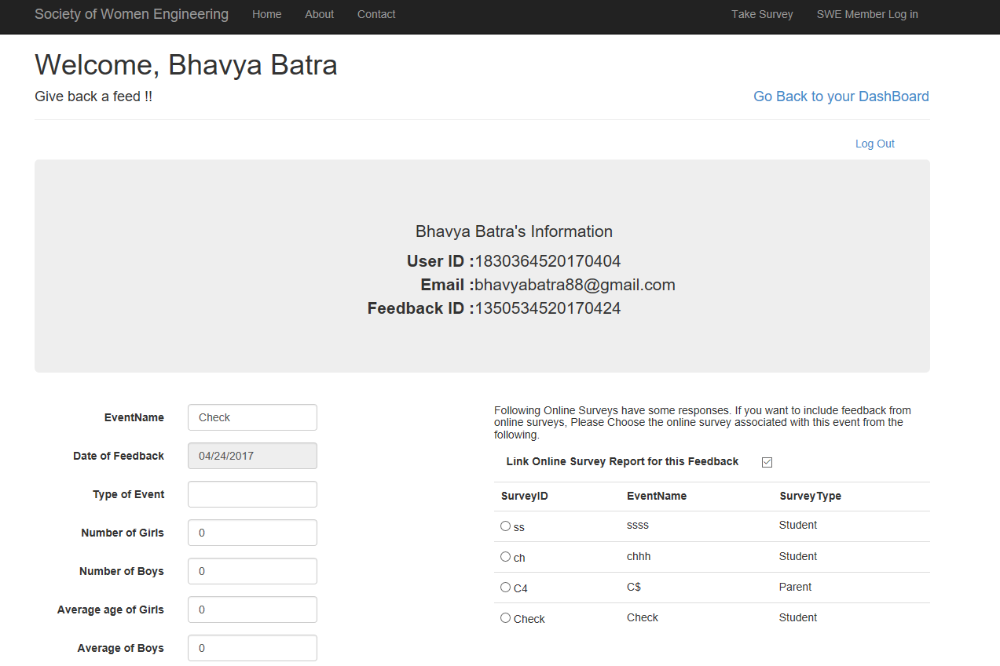 Society of Women Engineering Home About Contact Take Survey SWE Member Log in
Welcome, Bhavya Batra
Give back a feed !! Go Back to your DashBoard
Log Out
Bhavya Batra's Information
User ID :1830364520170404
Email :bhavyabatra88@gmail.com
Feedback ID :1350534520170424
EventName Check
Date of Feedback 04/24/2017
Type of Event
Number of Girls 0
Number of Boys 0
Average age of Girls 0
Average of Boys 0
Following Online Surveys have some responses. If you want to include feedback from
online surveys, Please Choose the online survey associated with this event from the
following.
Link Online Survey Report for this Feedback
SurveyID EventName SurveyType
ss ssss Student
ch chhh Student
C4 C$ Parent
Check Check Student